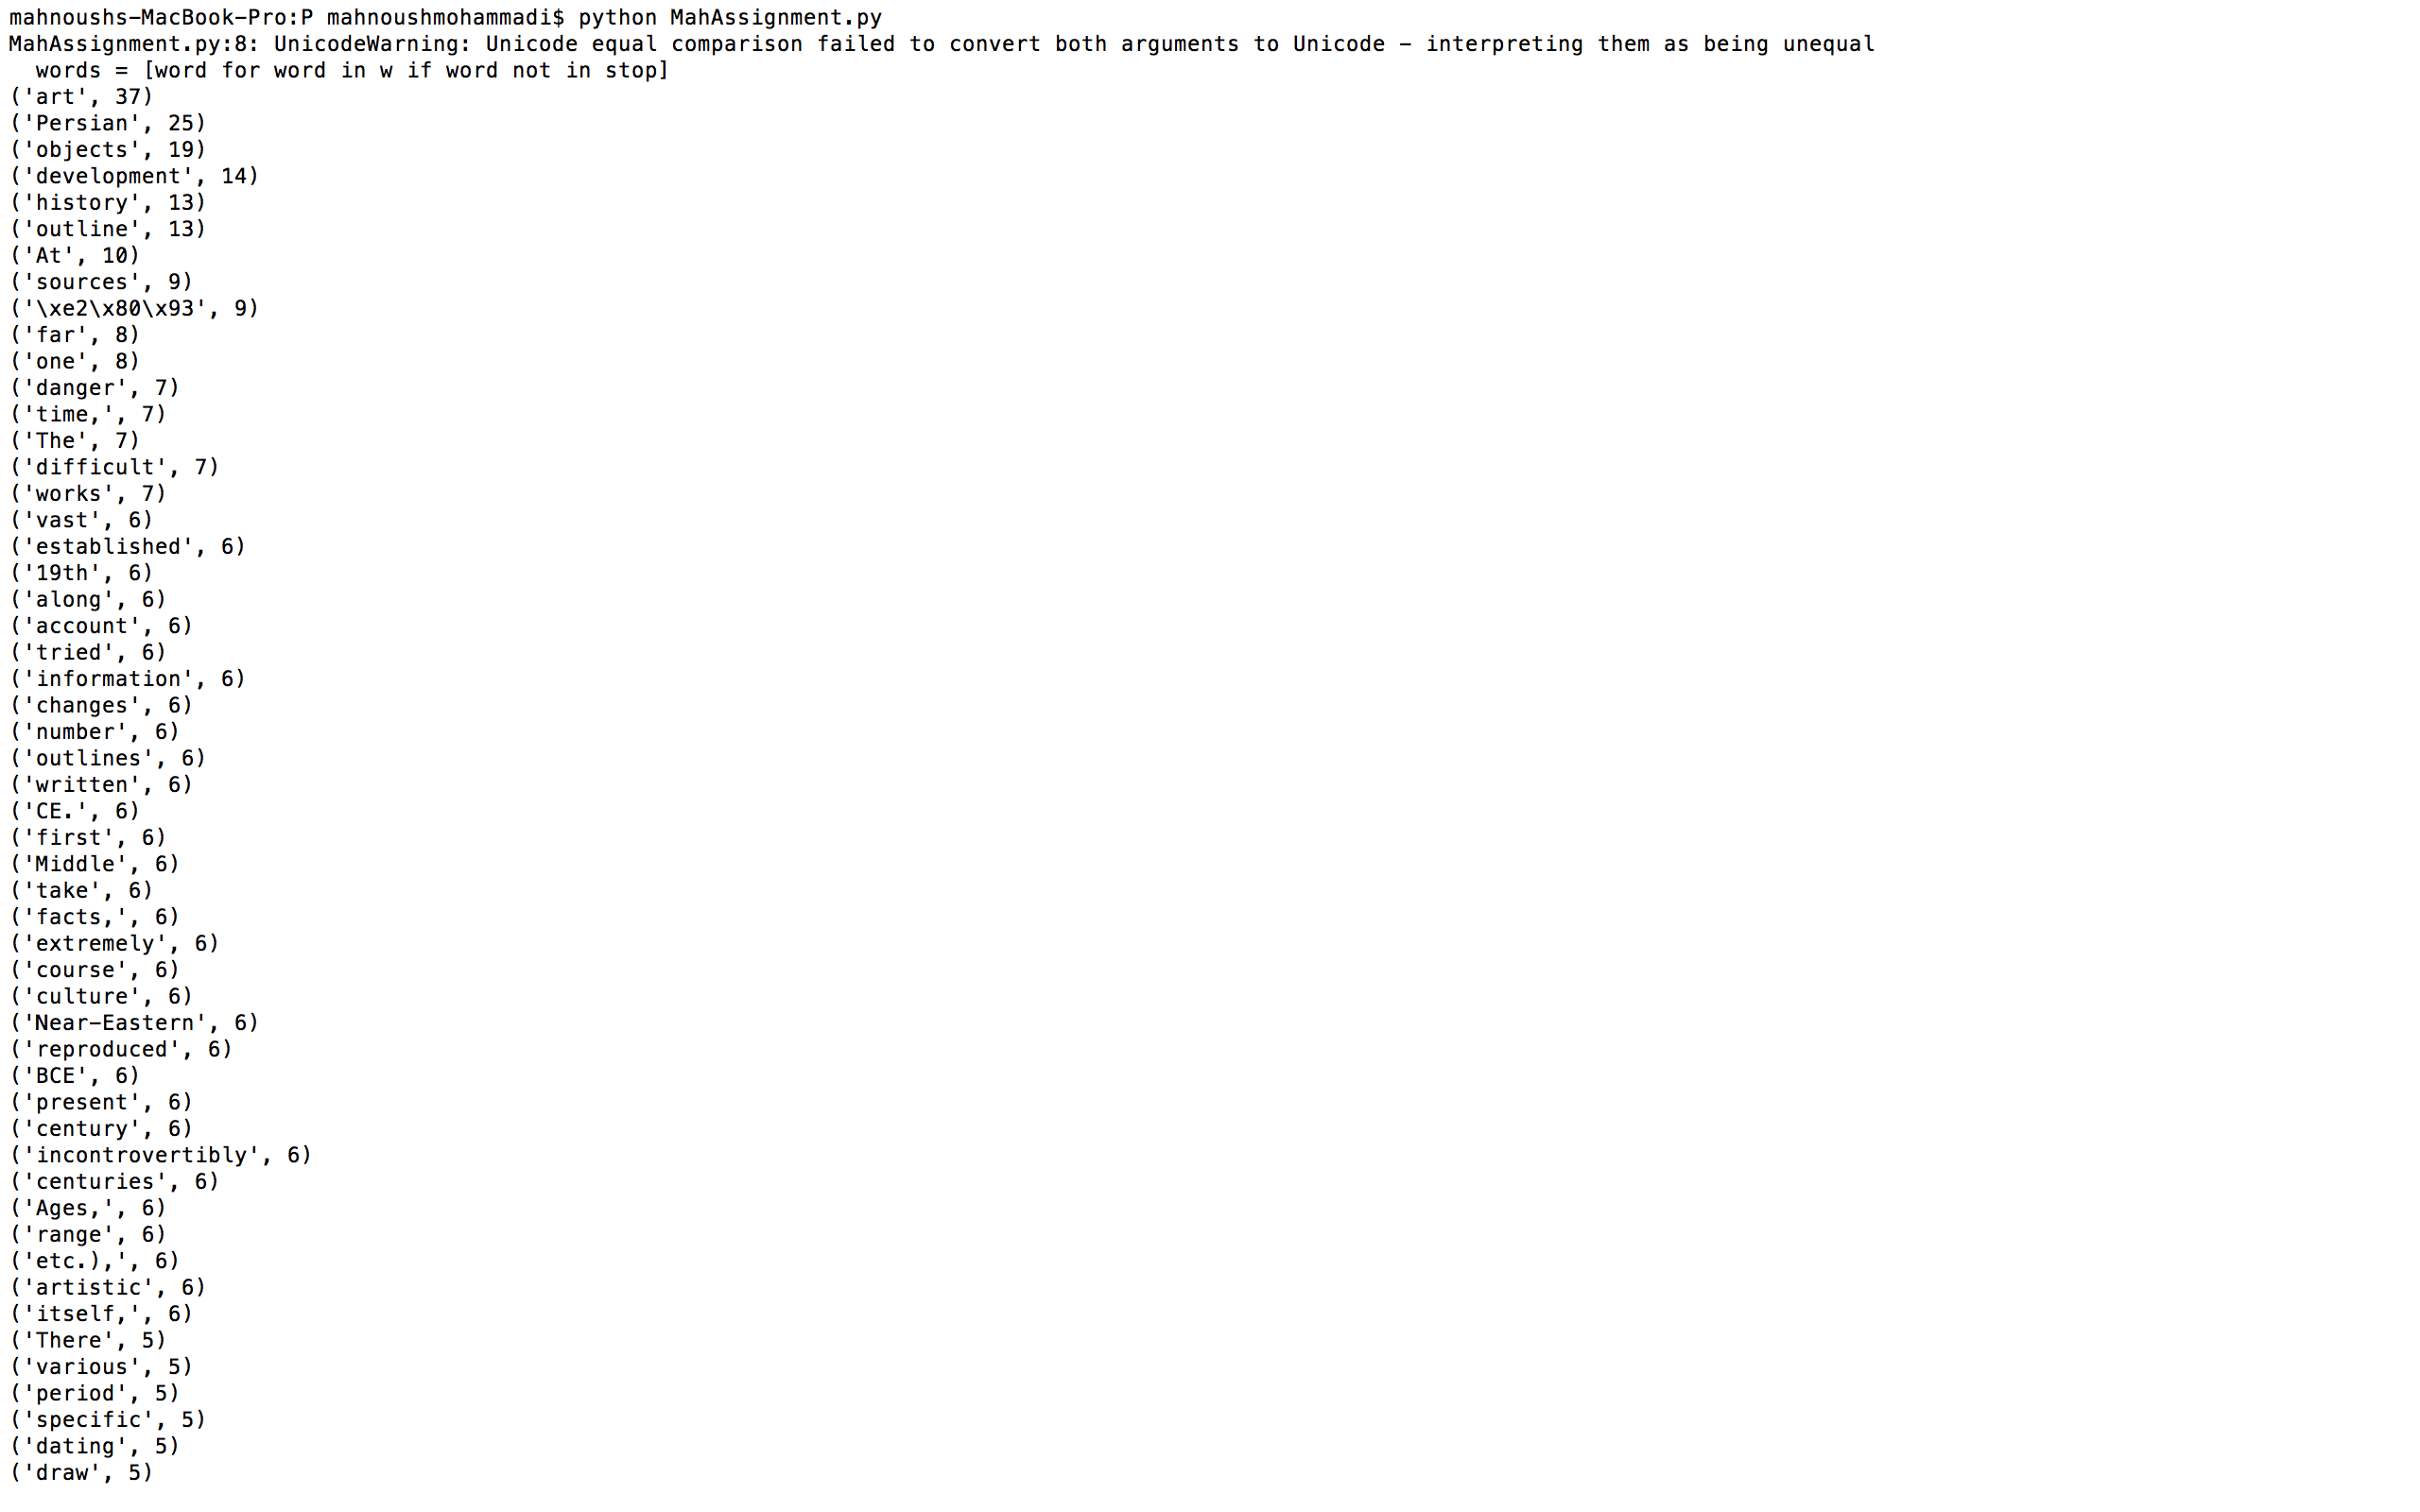 mahnoushs-MacBook-Pro:P mahnoushmohammadi$ python MahAssignment.py
MahAssignment.py:8: UnicodeWarning: Unicode equal comparison failed to convert both arguments to Unicode - interpreting them as being unequal
  words = [word for word in w if word not in stop]
('art', 37)
('Persian', 25)
('objects', 19)
('development', 14)
('history', 13)
('outline', 13)
('At', 10)
('sources', 9)
('\xe2\x80\x93', 9)
('far', 8)
('one', 8)
('danger', 7)
('time,', 7)
('The', 7)
('difficult', 7)
('works', 7)
('vast', 6)
('established', 6)
('19th', 6)
('along', 6)
('account', 6)
('tried', 6)
('information', 6)
('changes', 6)
('number', 6)
('outlines', 6)
('written', 6)
('CE.', 6)
('first', 6)
('Middle', 6)
('take', 6)
('facts,', 6)
('extremely', 6)
('course', 6)
('culture', 6)
('Near-Eastern', 6)
('reproduced', 6)
('BCE', 6)
('present', 6)
('century', 6)
('incontrovertibly', 6)
('centuries', 6)
('Ages,', 6)
('range', 6)
('etc.),', 6)
('artistic', 6)
('itself,', 6)
('There', 5)
('various', 5)
('period', 5)
('specific', 5)
('dating', 5)
('draw', 5)